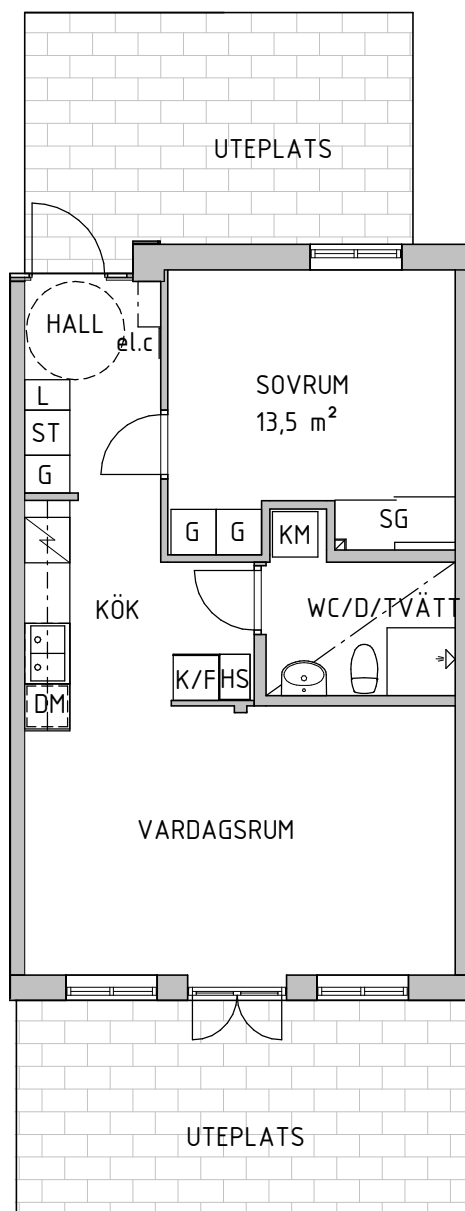 UTEPLATS
HALL
el.c
L
ST
G
SOVRUM
13,5 m²
G
G
KM
SG
KÖK
WC/D/TVÄTT
K/F
HS
DM
VARDAGSRUM
UTEPLATS